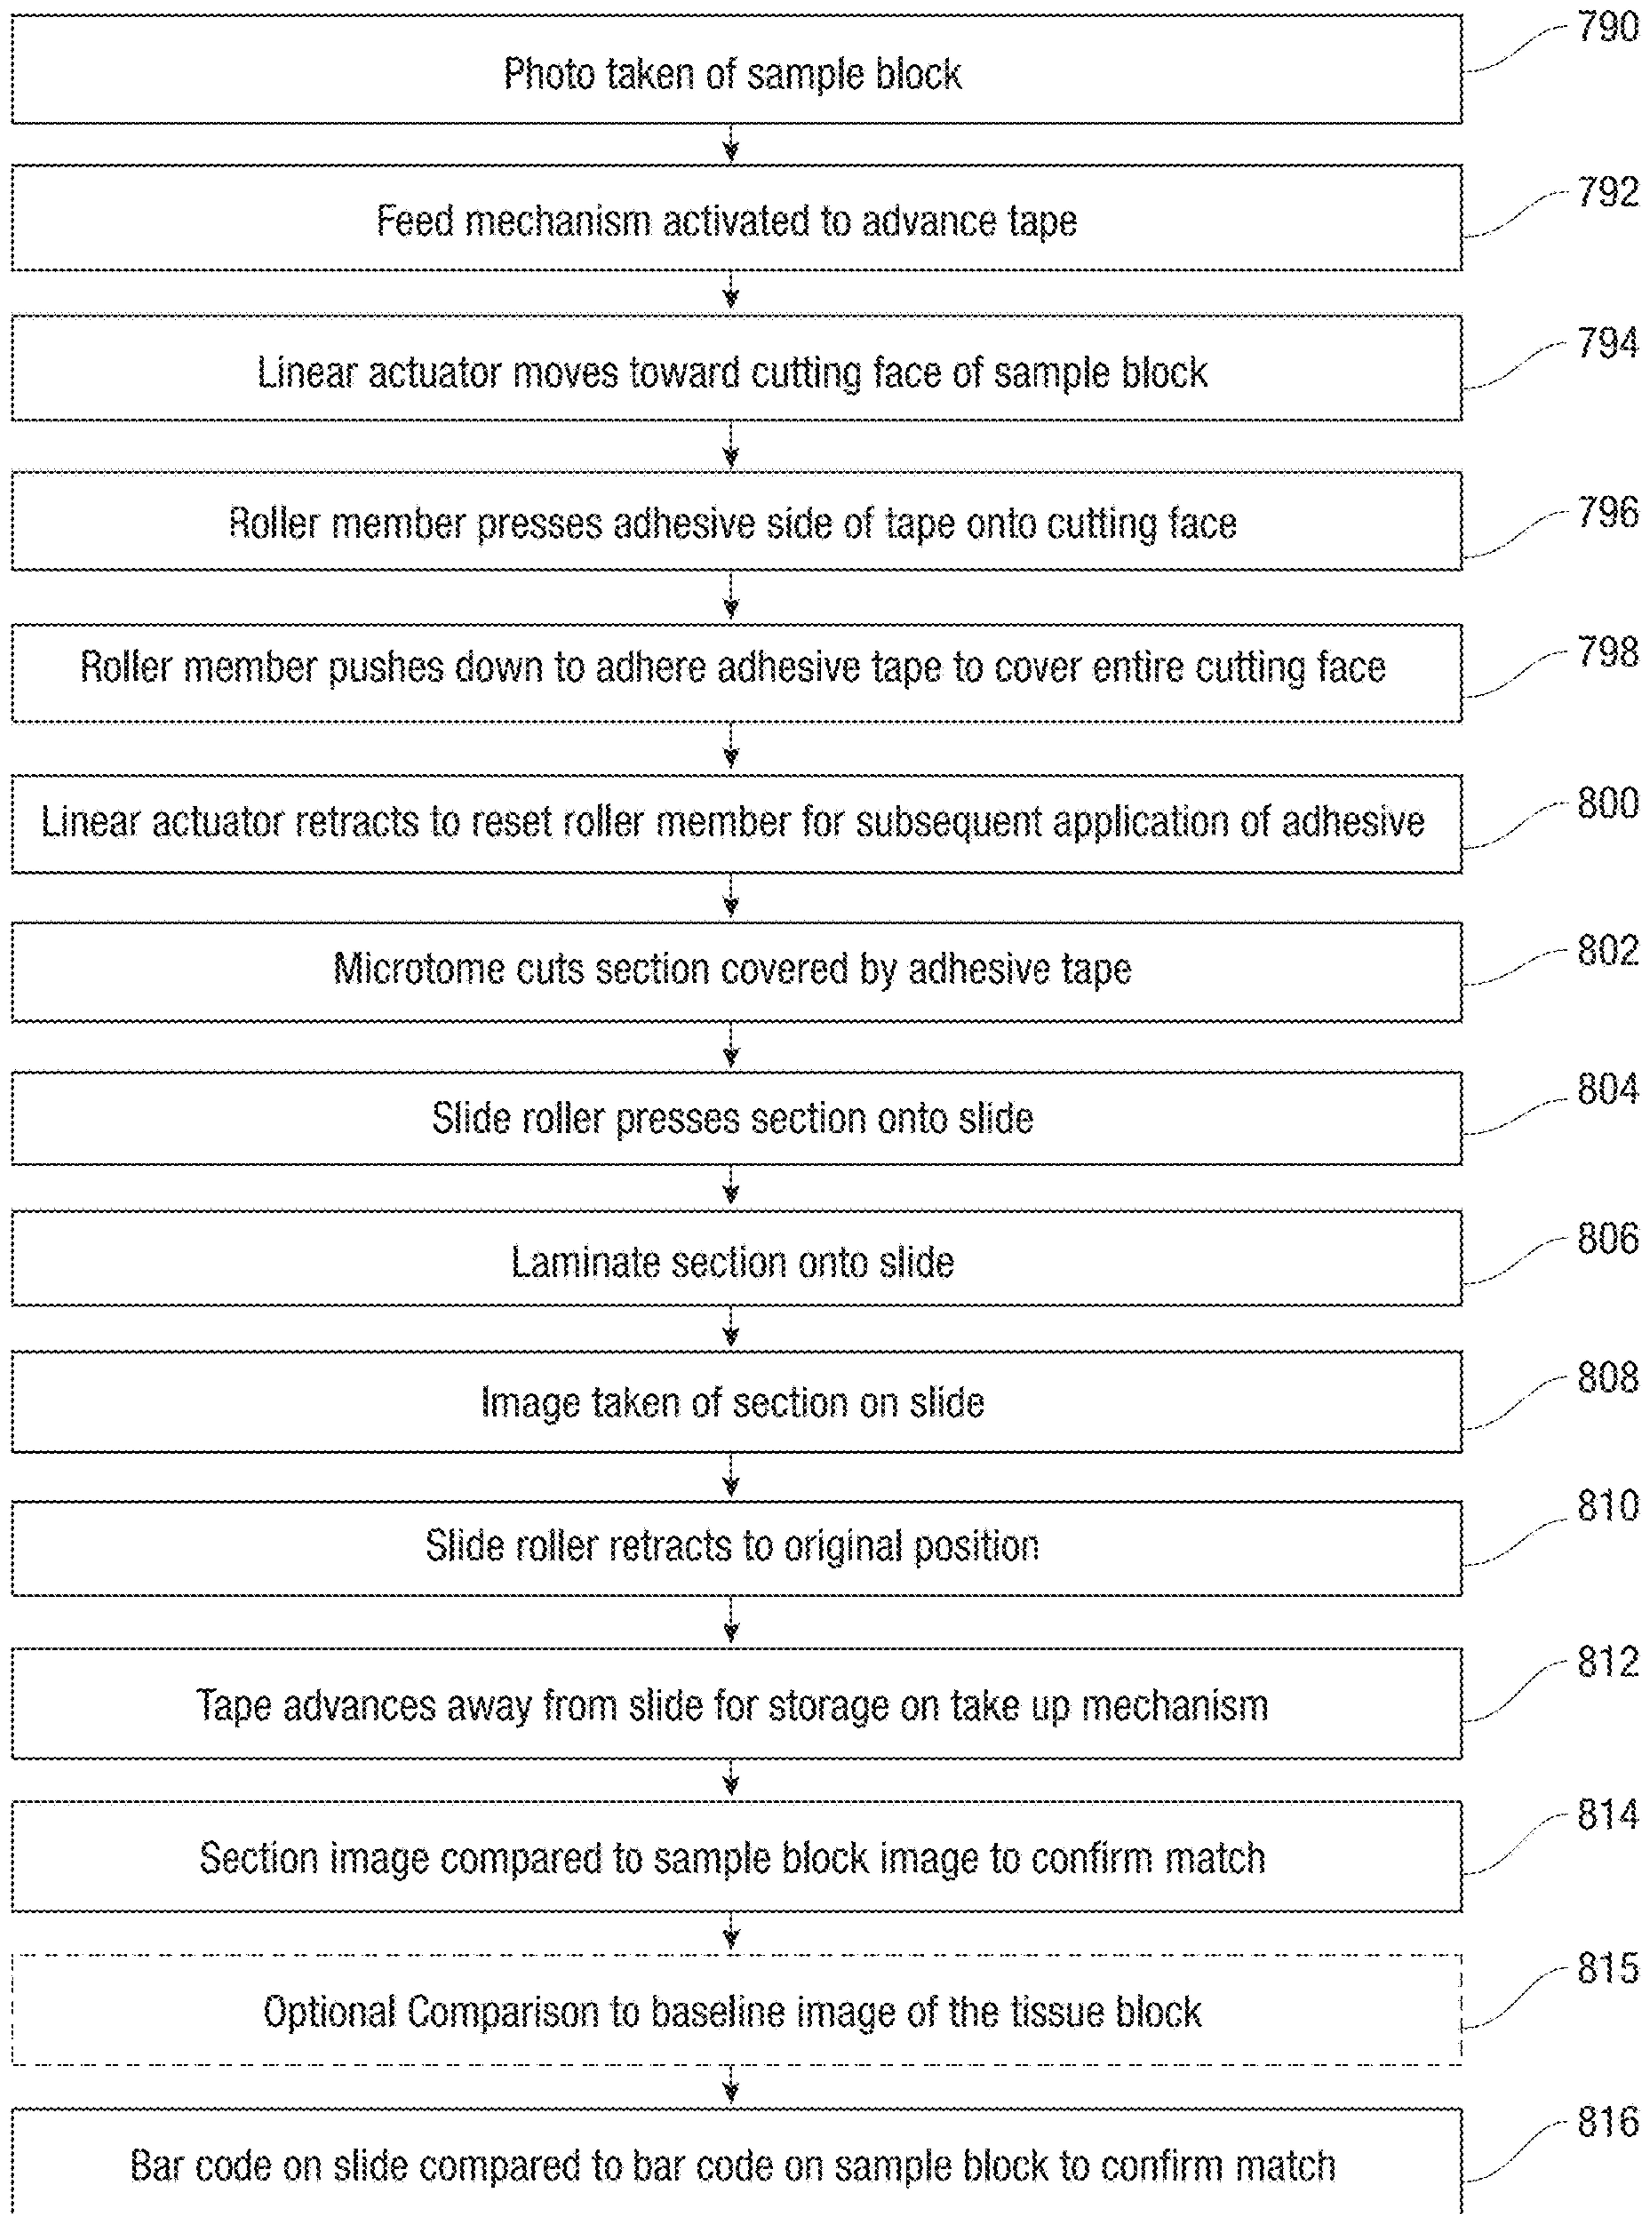 Photo taken of sample block
790
Feed mechanism activated to advance tape
792
Linear actuator moves toward cutting face of sample block
794
Roller member presses adhesive side of tape onto cutting face
796
Roller member pushes down to adhere adhesive tape to cover entire cutting face
798
Linear actuator retracts to reset roller member for subsequent application of adhesive
800
Microtome cuts section covered by adhesive tape
802
Slide roller presses section onto slide
804
Laminate section onto slide
806
Image taken of section on slide
808
Slide roller retracts to original position
810
Tape advances away from slide for storage on take up mechanism
812
Section image compared to sample block image to confirm match
814
Optional Comparison to baseline image of the tissue block
815
Bar code on slide compared to bar code on sample block to confirm match
816